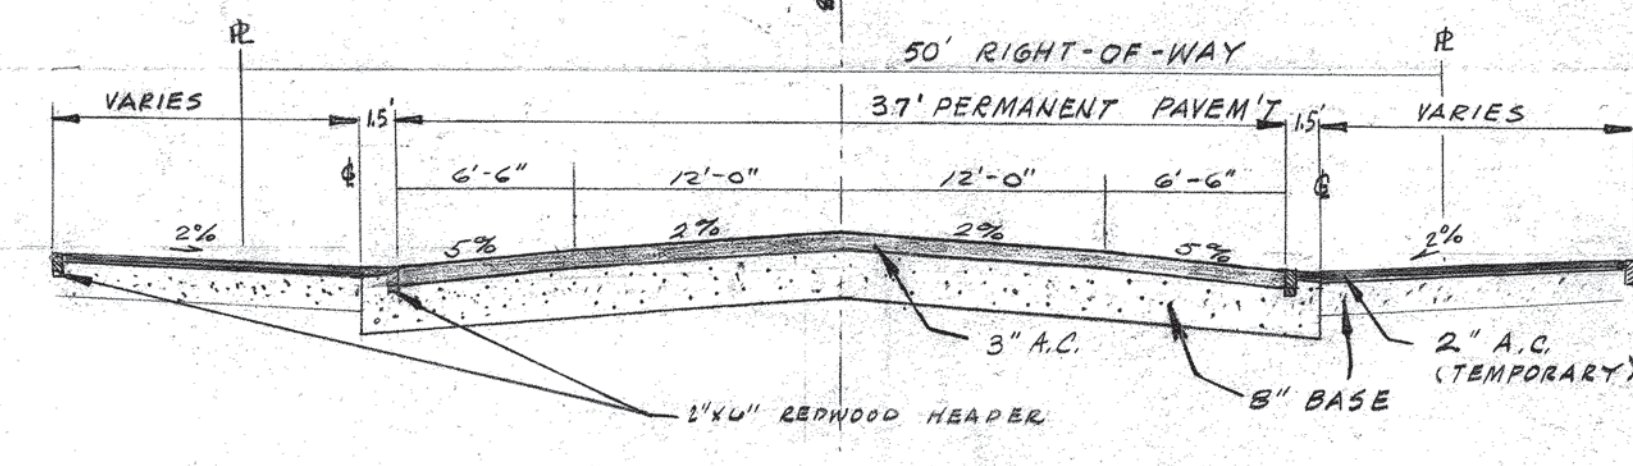 PL
50' RIGHT-OF-WAY
PL
VARIES
1.5'
37' PERMANENT PAVEM'T
1.5'
VARIES
6'-6"
12'-0"
12'-0"
6'-6"
2%
5%
2%
2%
5%
2%
3" A.C.
2" A.C.
(TEMPORARY)
8" BASE
2"x6" REDWOOD HEADER